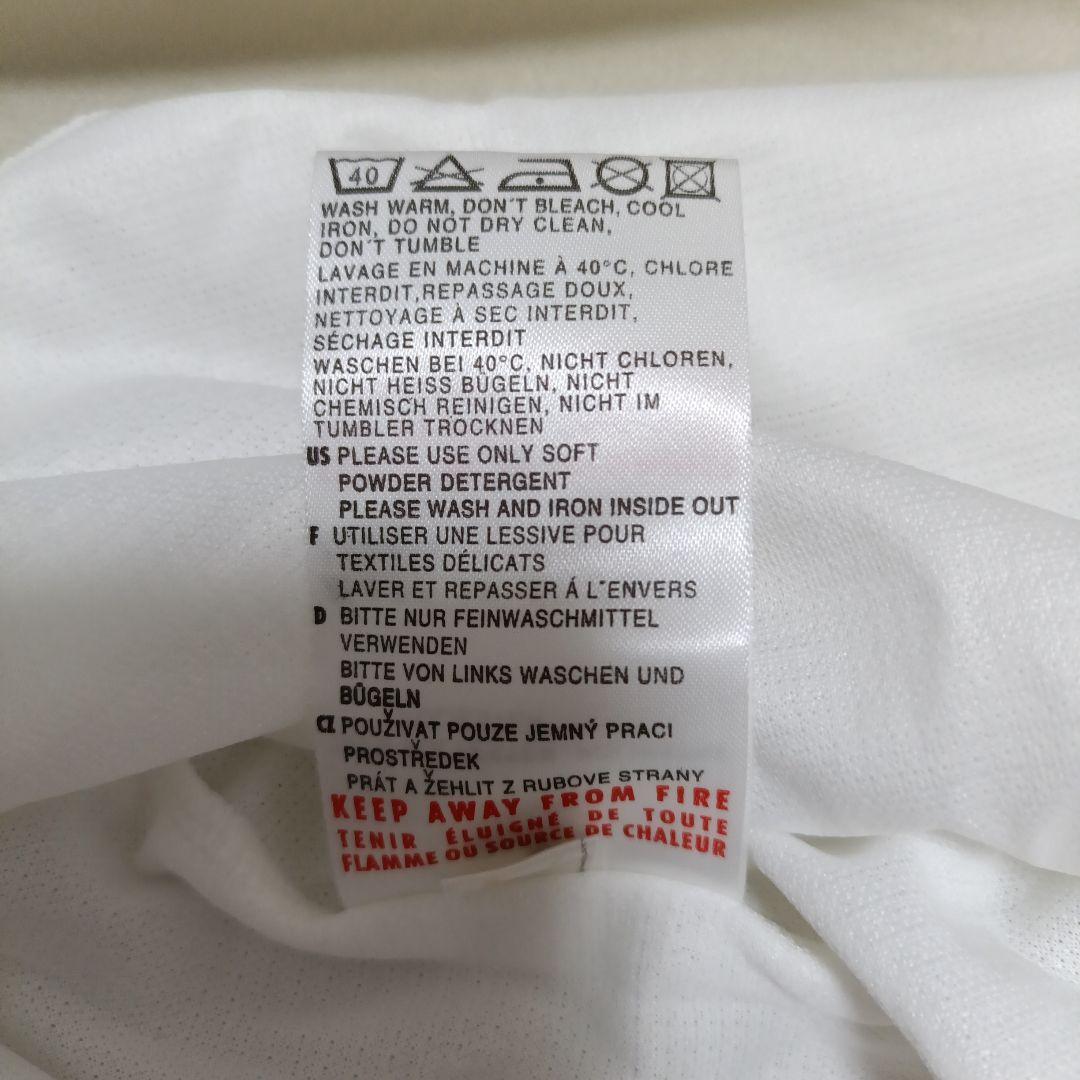 40
WASH WARM, DON'T BLEACH, COOL
IRON, DO NOT DRY CLEAN,
DON'T TUMBLE
LAVAGE EN MACHINE À 40°C, CHLORE
INTERDIT,REPASSAGE DOUX,
NETTOYAGE À SEC INTERDIT,
SÉCHAGE INTERDIT
WASCHEN BEI 40°C, NICHT CHLOREN,
NICHT HEISS BÜGELN, NICHT
CHEMISCH REINIGEN, NICHT IM
TUMBLER TROCKNEN
US PLEASE USE ONLY SOFT
POWDER DETERGENT
PLEASE WASH AND IRON INSIDE OUT
F UTILISER UNE LESSIVE POUR
TEXTILES DÉLICATS
LAVER ET REPASSER Á L'ENVERS
D BITTE NUR FEINWASCHMITTEL
VERWENDEN
BITTE VON LINKS WASCHEN UND
BÜGELN
CZ POUŽIVAT POUZE JEMNÝ PRACI
PROSTŘEDEK
PRÁT A ŽEHLIT Z RUBOVE STRANY
KEEP AWAY FROM FIRE
TENIR ÉLUIGNÉ DE TOUTE
FLAMME OU SOURCE DE CHALEUR